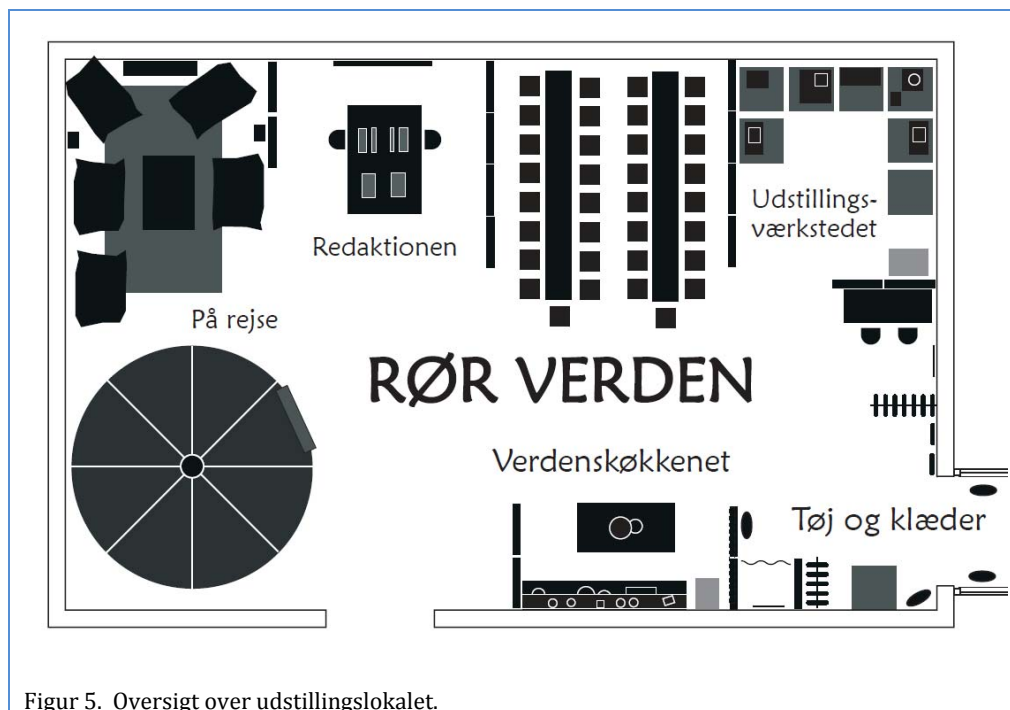 Redaktionen
Udstillings-
værkstedet
På rejse
RØR VERDEN
Verdenskøkkenet
Tøj og klæder
Figur 5. Oversigt over udstillingslokalet.